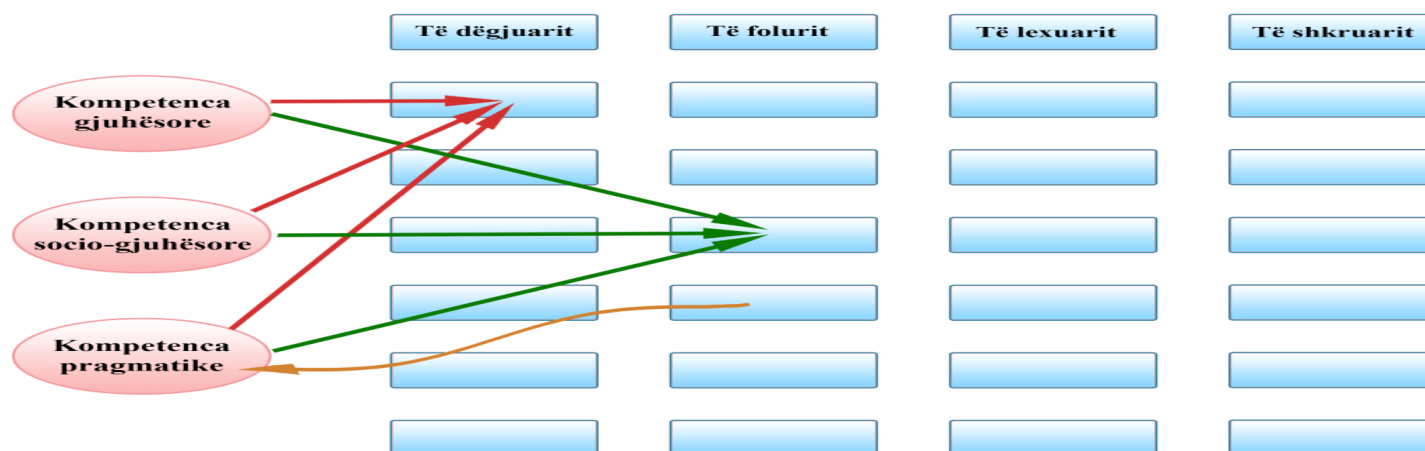 Të dëgjuarit
Të folurit
Të lexuarit
Të shkruarit
Kompetenca
gjuhësore
Kompetenca
socio-gjuhësore
Kompetenca
pragmatike